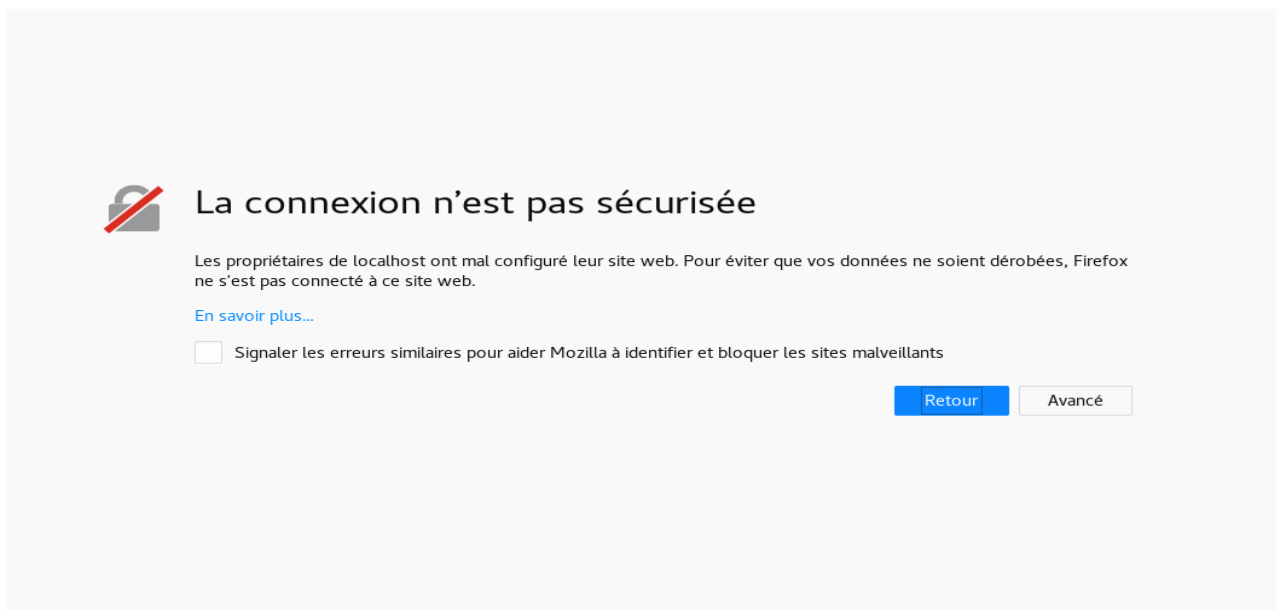 La connexion n’est pas sécurisée
Les propriétaires de localhost ont mal configuré leur site web. Pour éviter que vos données ne soient dérobées, Firefox
ne s’est pas connecté à ce site web.
En savoir plus…
Signaler les erreurs similaires pour aider Mozilla à identifier et bloquer les sites malveillants
Retour
Avancé